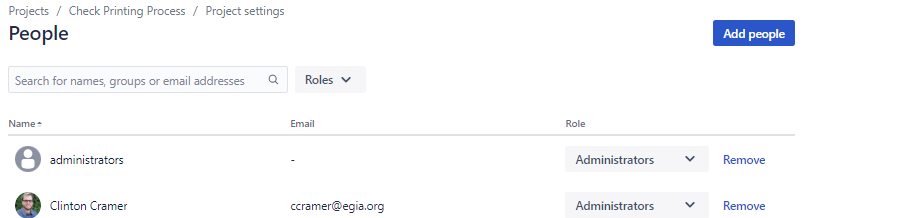 Projects / Check Printing Process / Project settings
People
Add people
Search for names, groups or email addresses
Roles
Name Email Role
administrators - Administrators Remove
Clinton Cramer ccramer@egia.org Administrators Remove